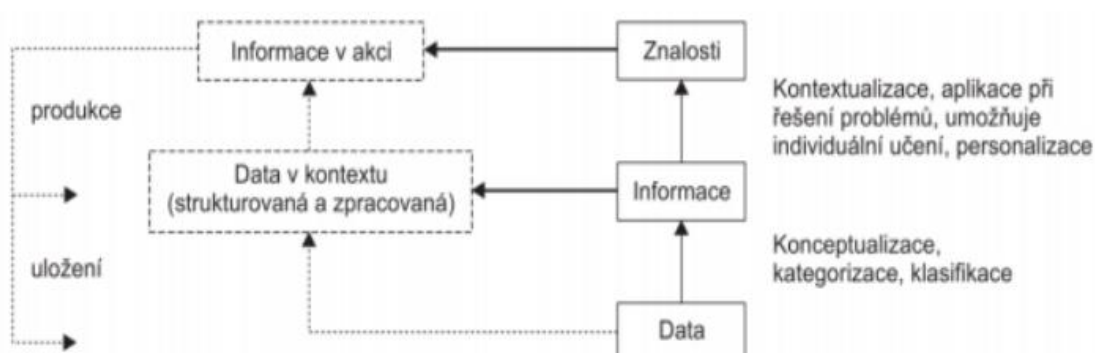 Informace v akci
Znalosti
produkce
Kontextualizace, aplikace při
řešení problémů, umožňuje
individuální učení, personalizace
Data v kontextu
(strukturovaná a zpracovaná)
Informace
uložení
Konceptualizace,
kategorizace, klasifikace
Data